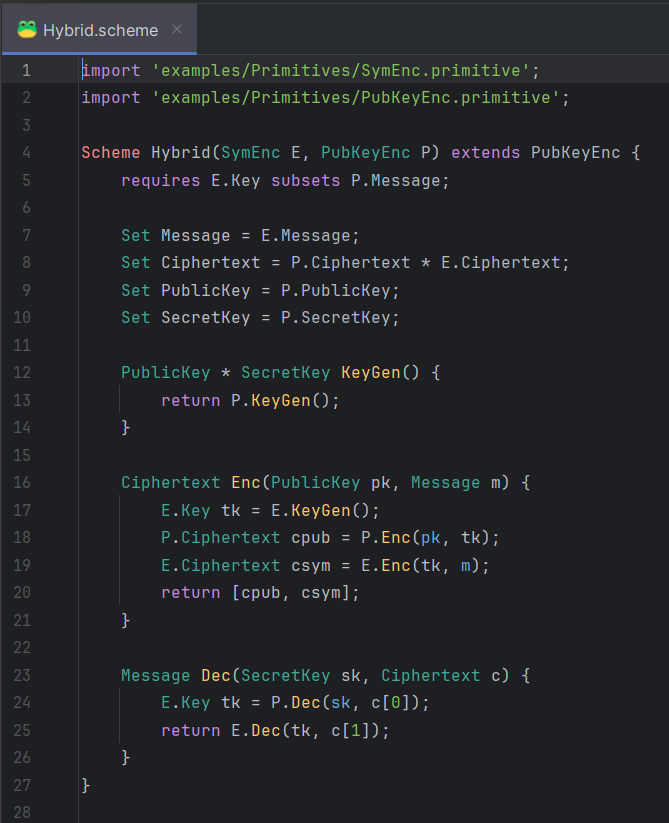 Hybrid.scheme ×
1 import 'examples/Primitives/SymEnc.primitive';
2 import 'examples/Primitives/PubKeyEnc.primitive';
3
4 Scheme Hybrid(SymEnc E, PubKeyEnc P) extends PubKeyEnc {
5     requires E.Key subsets P.Message;
6
7     Set Message = E.Message;
8     Set Ciphertext = P.Ciphertext * E.Ciphertext;
9     Set PublicKey = P.PublicKey;
10     Set SecretKey = P.SecretKey;
11
12     PublicKey * SecretKey KeyGen() {
13         return P.KeyGen();
14     }
15
16     Ciphertext Enc(PublicKey pk, Message m) {
17         E.Key tk = E.KeyGen();
18         P.Ciphertext cpub = P.Enc(pk, tk);
19         E.Ciphertext csym = E.Enc(tk, m);
20         return [cpub, csym];
21     }
22
23     Message Dec(SecretKey sk, Ciphertext c) {
24         E.Key tk = P.Dec(sk, c[0]);
25         return E.Dec(tk, c[1]);
26     }
27 }
28